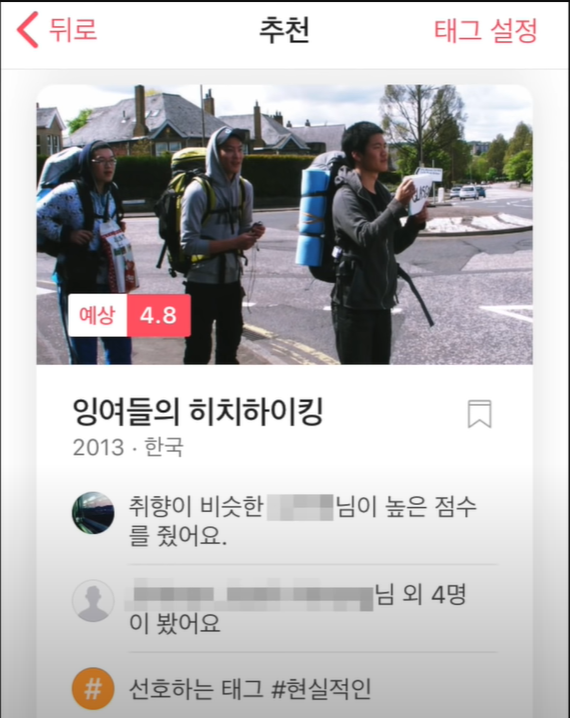 뒤로
추천
태그 설정
예상 4.8
잉여들의 히치하이킹
2013 · 한국
취향이 비슷한 님이 높은 점수
를 줬어요.
님 외 4명
이 봤어요
# 선호하는 태그 #현실적인